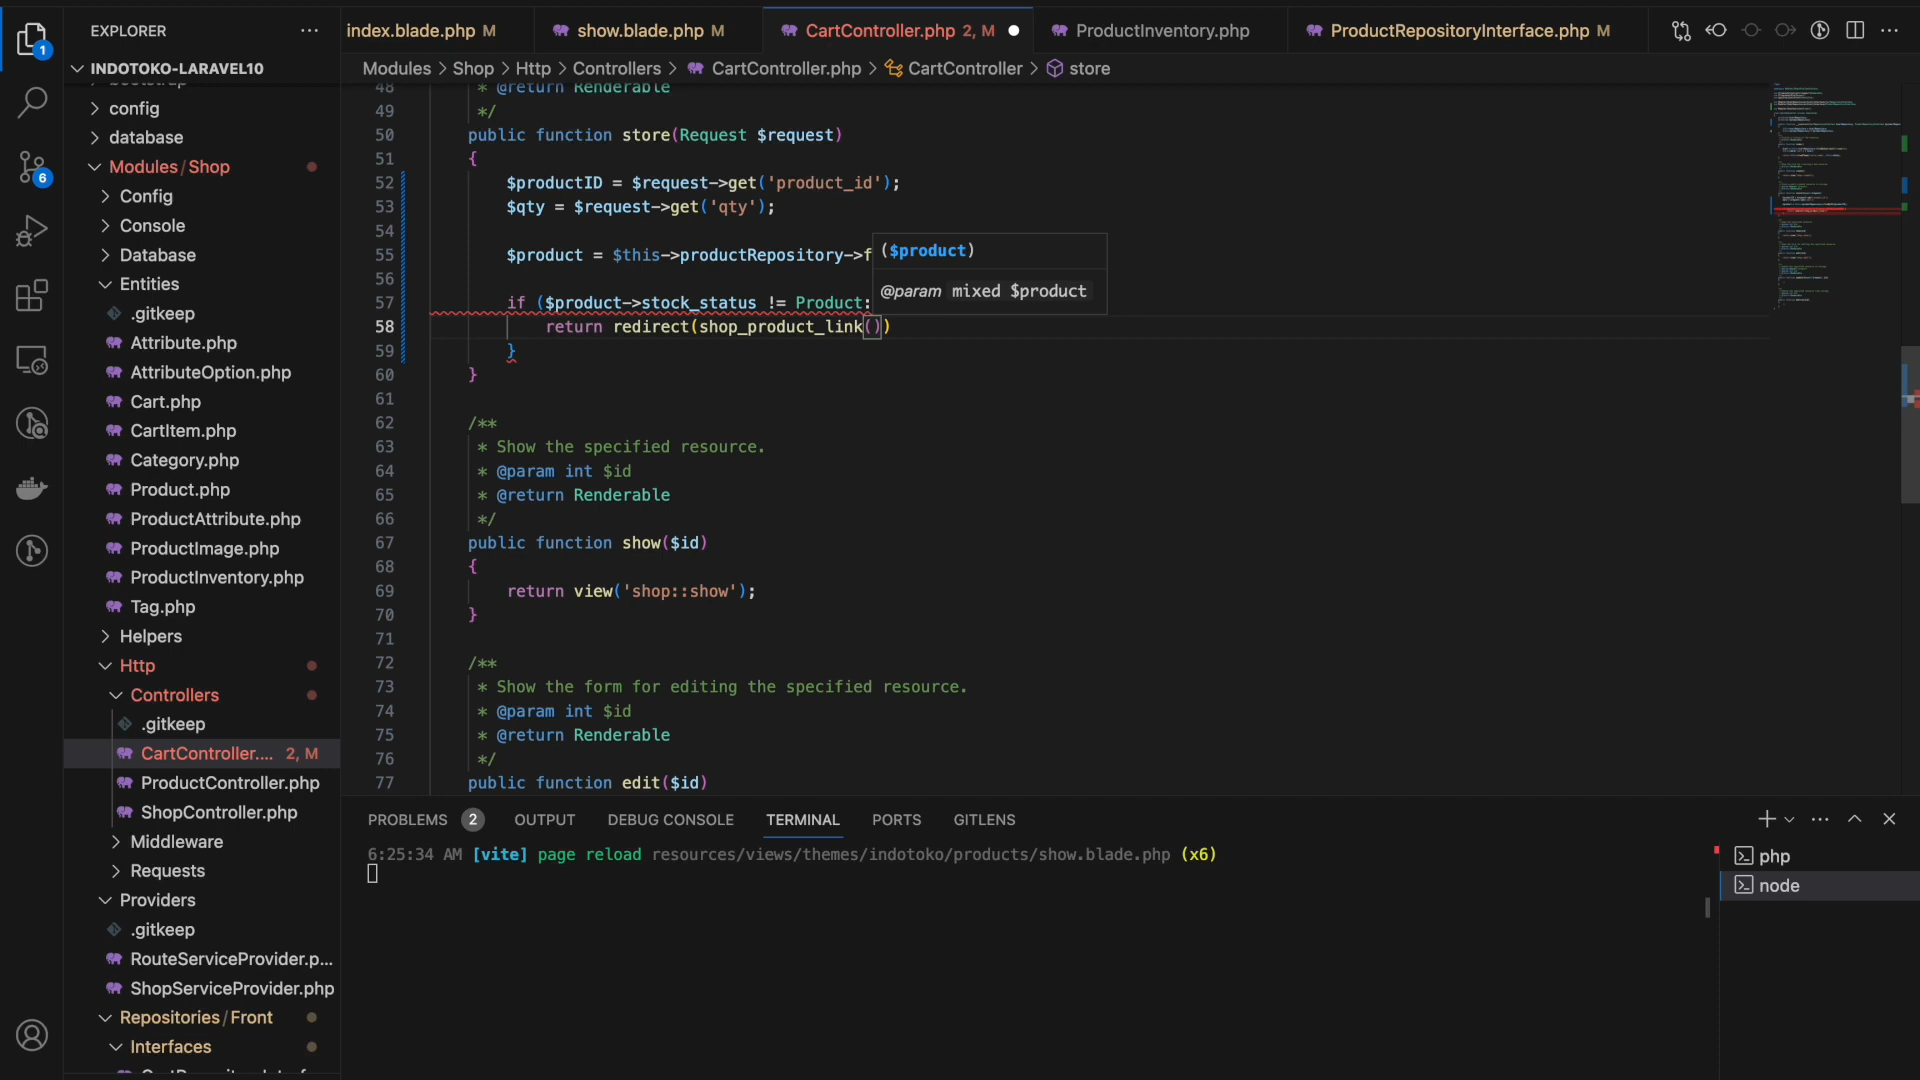 EXPLORER
1
6
INDOTOKO-LARAVEL10
config
database
Modules / Shop
Config
Console
Database
Entities
.gitkeep
Attribute.php
AttributeOption.php
Cart.php
CartItem.php
Category.php
Product.php
ProductAttribute.php
ProductImage.php
ProductInventory.php
Tag.php
Helpers
Http
Controllers
.gitkeep
CartController.... 2, M
ProductController.php
ShopController.php
Middleware
Requests
Providers
.gitkeep
RouteServiceProvider.p...
ShopServiceProvider.php
Repositories / Front
Interfaces
index.blade.php M
show.blade.php M
CartController.php 2, M
ProductInventory.php
ProductRepositoryInterface.php M
Modules > Shop > Http > Controllers > CartController.php > CartController > store
48 * @return Renderable
49 */
50 public function store(Request $request)
51 {
52 $productID = $request->get('product_id');
53 $qty = $request->get('qty');
54
55 $product = $this->productRepository->f
56
57 if ($product->stock_status != Product:
58 return redirect(shop_product_link())
59 }
60 }
61
62 /**
63 * Show the specified resource.
64 * @param int $id
65 * @return Renderable
66 */
67 public function show($id)
68 {
69 return view('shop::show');
70 }
71
72 /**
73 * Show the form for editing the specified resource.
74 * @param int $id
75 * @return Renderable
76 */
77 public function edit($id)
($product)
@param mixed $product
PROBLEMS 2 OUTPUT DEBUG CONSOLE TERMINAL PORTS GITLENS
6:25:34 AM [vite] page reload resources/views/themes/indotoko/products/show.blade.php (x6)
php
node